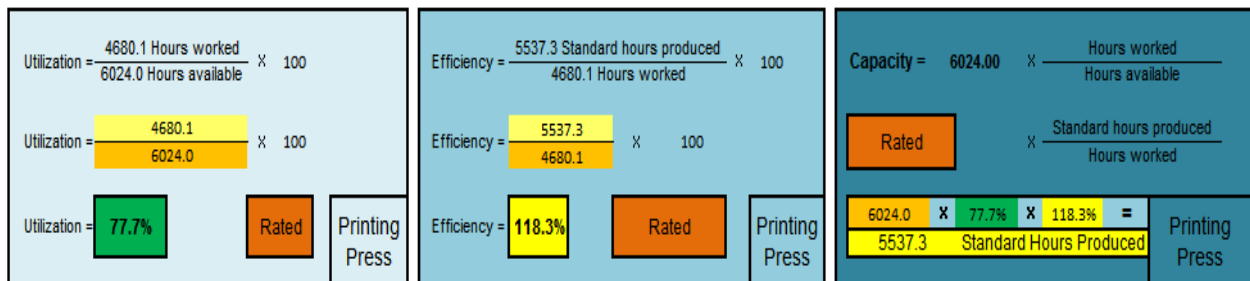 Utilization = 4680.1 Hours worked X 100
6024.0 Hours available
Utilization = 4680.1 X 100
6024.0
Utilization = 77.7% Rated
Printing
Press
Efficiency = 5537.3 Standard hours produced X 100
4680.1 Hours worked
Efficiency = 5537.3 X 100
4680.1
Efficiency = 118.3% Rated
Printing
Press
Capacity = 6024.00 X Hours worked
Hours available
Rated X Standard hours produced
Hours worked
6024.0 X 77.7% X 118.3% =
5537.3 Standard Hours Produced
Printing
Press